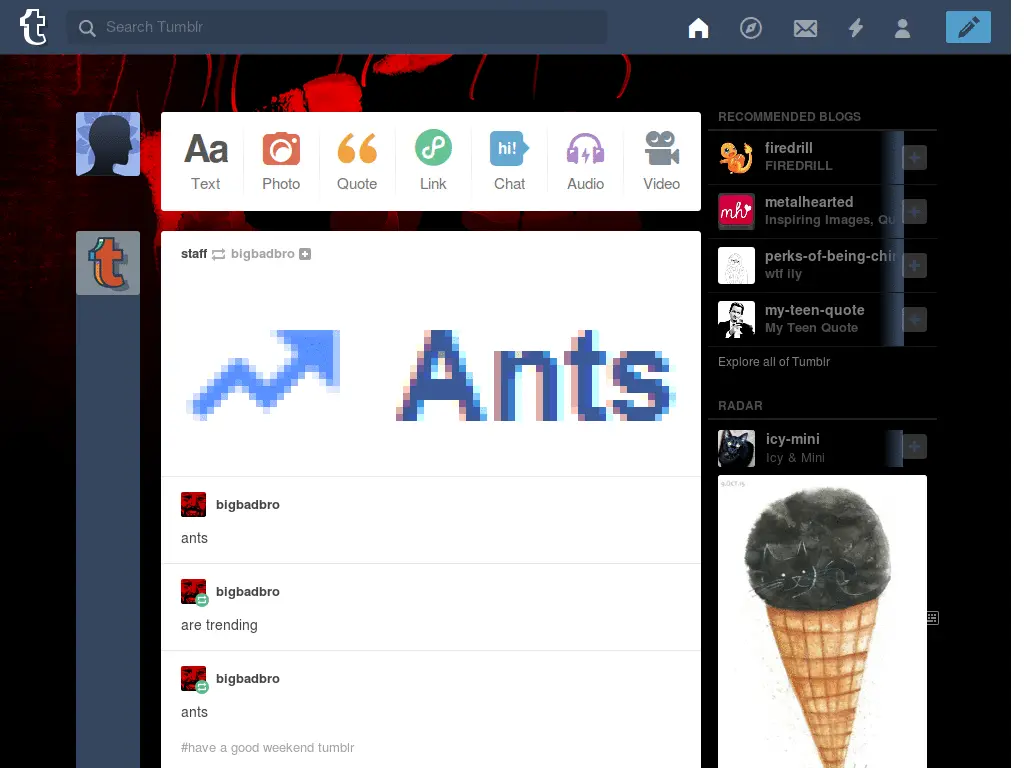 Search Tumblr
Aa
hi!
Text
Photo
Quote
Link
Chat
Audio
Video
staff bigbadbro
Ants
bigbadbro
ants
bigbadbro
are trending
bigbadbro
ants
#have a good weekend tumblr
RECOMMENDED BLOGS
firedrill
FIREDRILL
mh
metalhearted
Inspiring Images, Qu
perks-of-being-chin
wtf ily
my-teen-quote
My Teen Quote
Explore all of Tumblr
RADAR
icy-mini
Icy & Mini